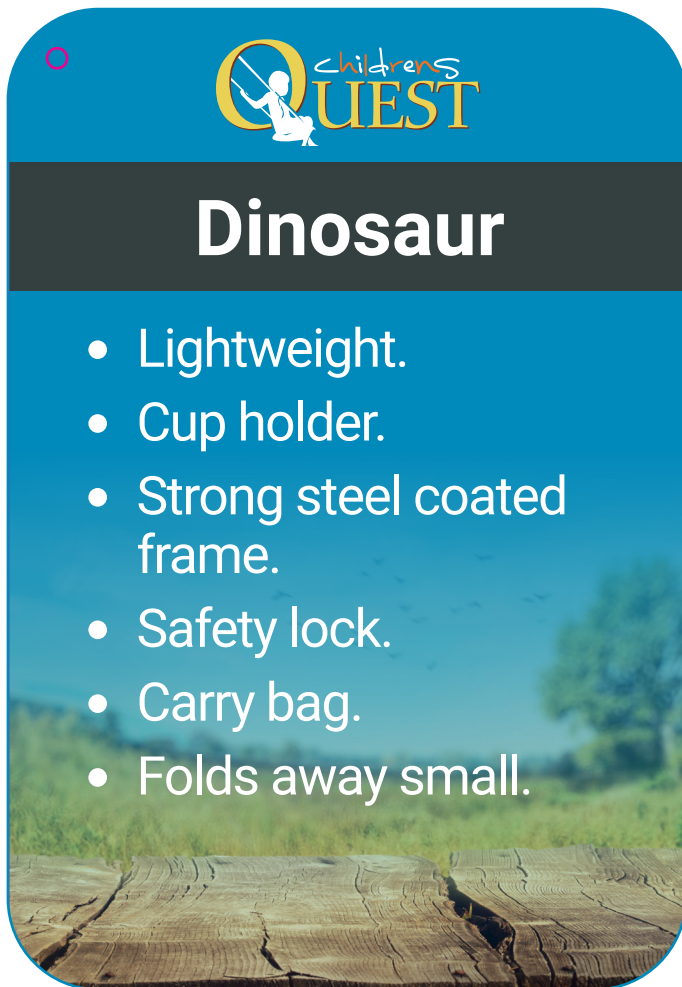 childrens
QUEST
Dinosaur
• Lightweight.
• Cup holder.
• Strong steel coated
frame.
• Safety lock.
• Carry bag.
• Folds away small.